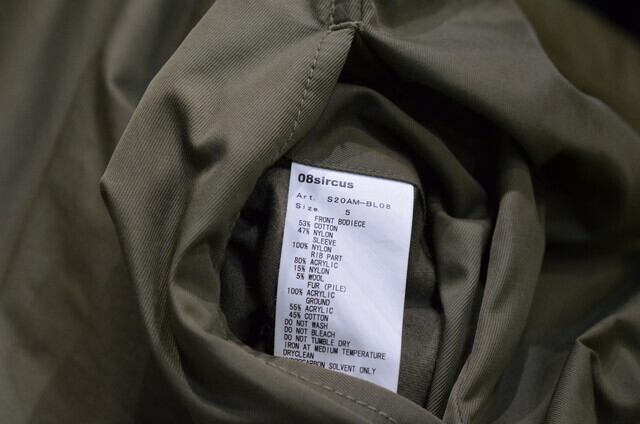 08sircus
Art. S20AM-BL08
Size 5
FRONT BODIECE
53% COTTON
47% NYLON
SLEEVE
100% NYLON
RIB PART
80% ACRYLIC
15% NYLON
5% WOOL
FUR (PILE)
100% ACRYLIC
GROUND
55% ACRYLIC
45% COTTON
DO NOT WASH
DO NOT BLEACH
DO NOT TUMBLE DRY
IRON AT MEDIUM TEMPERATURE
DRYCLEAN
SOLVENT ONLY